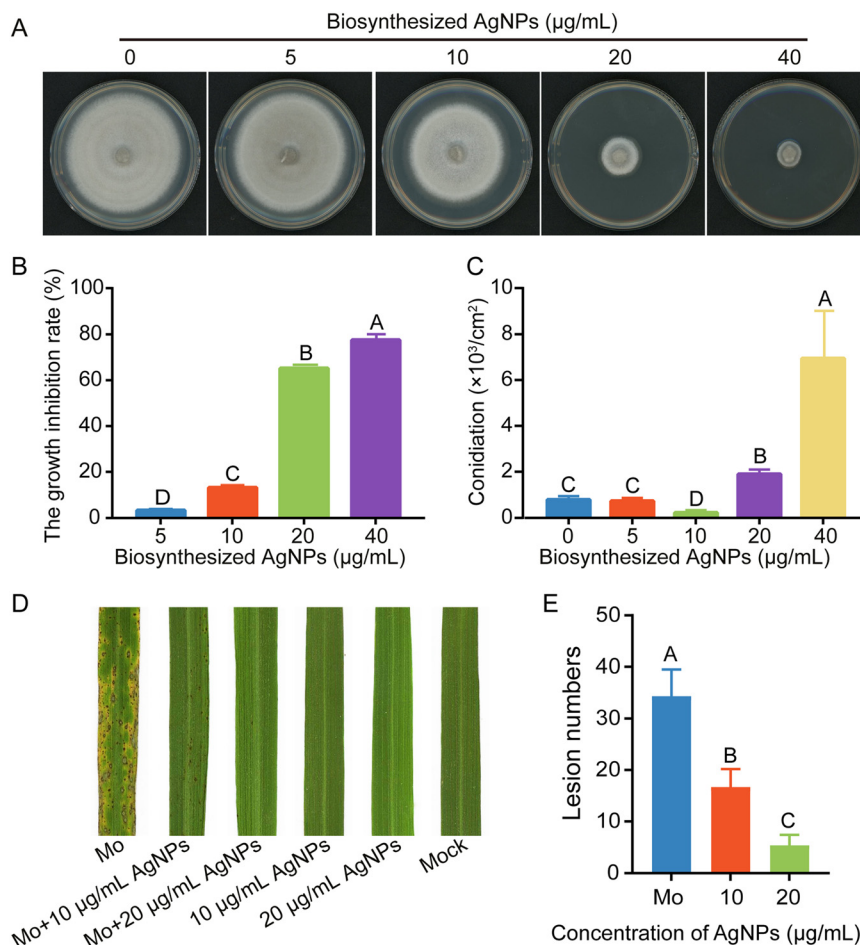 A
Biosynthesized AgNPs (µg/mL)
0 5 10 20 40
B
The growth inhibition rate (%)
100
80
60
40
20
0
D
C
B
A
5 10 20 40
Biosynthesized AgNPs (µg/mL)
C
Conidiation (×10³/cm²)
10
8
6
4
2
0
C
C
D
B
A
0 5 10 20 40
Biosynthesized AgNPs (µg/mL)
D
Mo
Mo+10 µg/mL AgNPs
Mo+20 µg/mL AgNPs
10 µg/mL AgNPs
20 µg/mL AgNPs
Mock
E
Lesion numbers
50
40
30
20
10
0
A
B
C
Mo 10 20
Concentration of AgNPs (µg/mL)